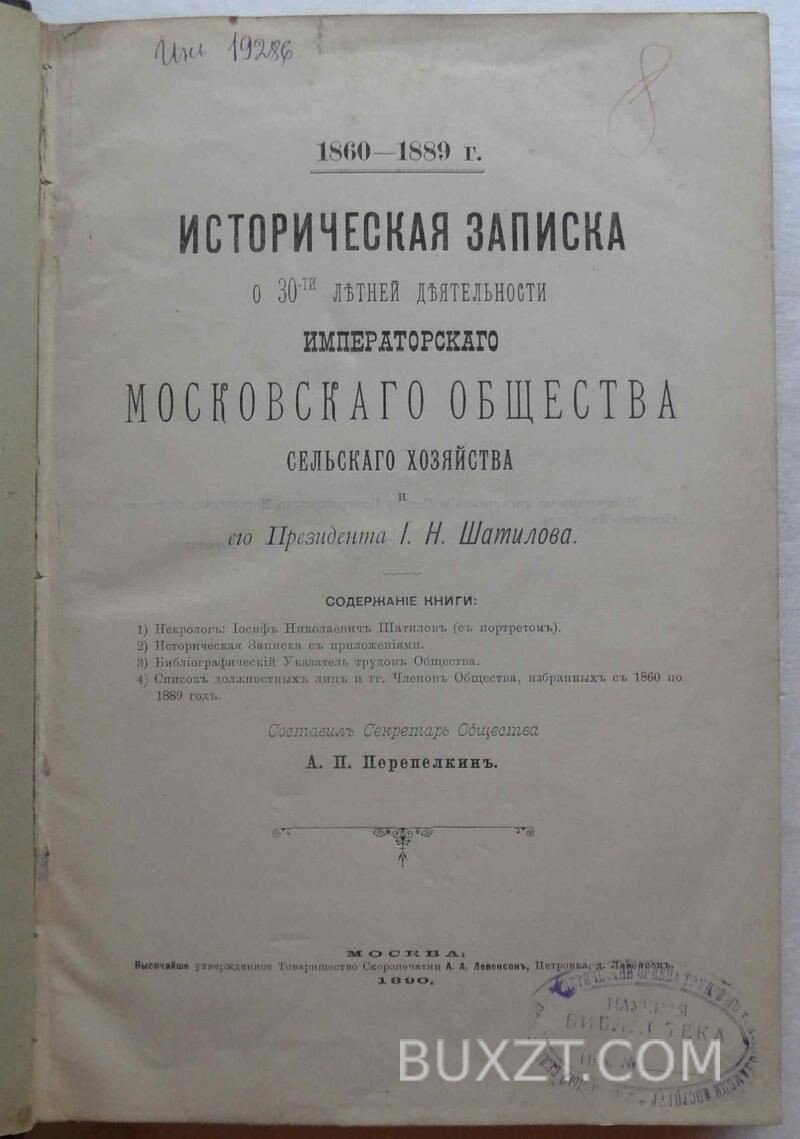 Инв 19286
8
1860—1889 г.
ИСТОРИЧЕСКАЯ ЗАПИСКА
О 30-ТИ ЛѢТНЕЙ ДѢЯТЕЛЬНОСТИ
ИМПЕРАТОРСКАГО
МОСКОВСКАГО ОБЩЕСТВА
СЕЛЬСКАГО ХОЗЯЙСТВА
и
его Президента І. Н. Шатилова.
СОДЕРЖАНІЕ КНИГИ:
1) Некрологъ: Іосифъ Николаевичъ Шатиловъ (съ портретомъ).
2) Историческая Записка съ приложеніями.
3) Библіографическій Указатель трудовъ Общества.
4) Списокъ должностныхъ лицъ и гг. Членовъ Общества, избранныхъ съ 1860 по
1889 годъ.
Составилъ Секретарь Общества
А. П. Перепелкинъ.
МОСКВА,
Высочайше утвержденное Товарищество Скоропечатни А. А. Левенсонъ, Петровка, д. Левенсонъ.
1890.
БИБЛИОТЕКА
BUXZT.COM